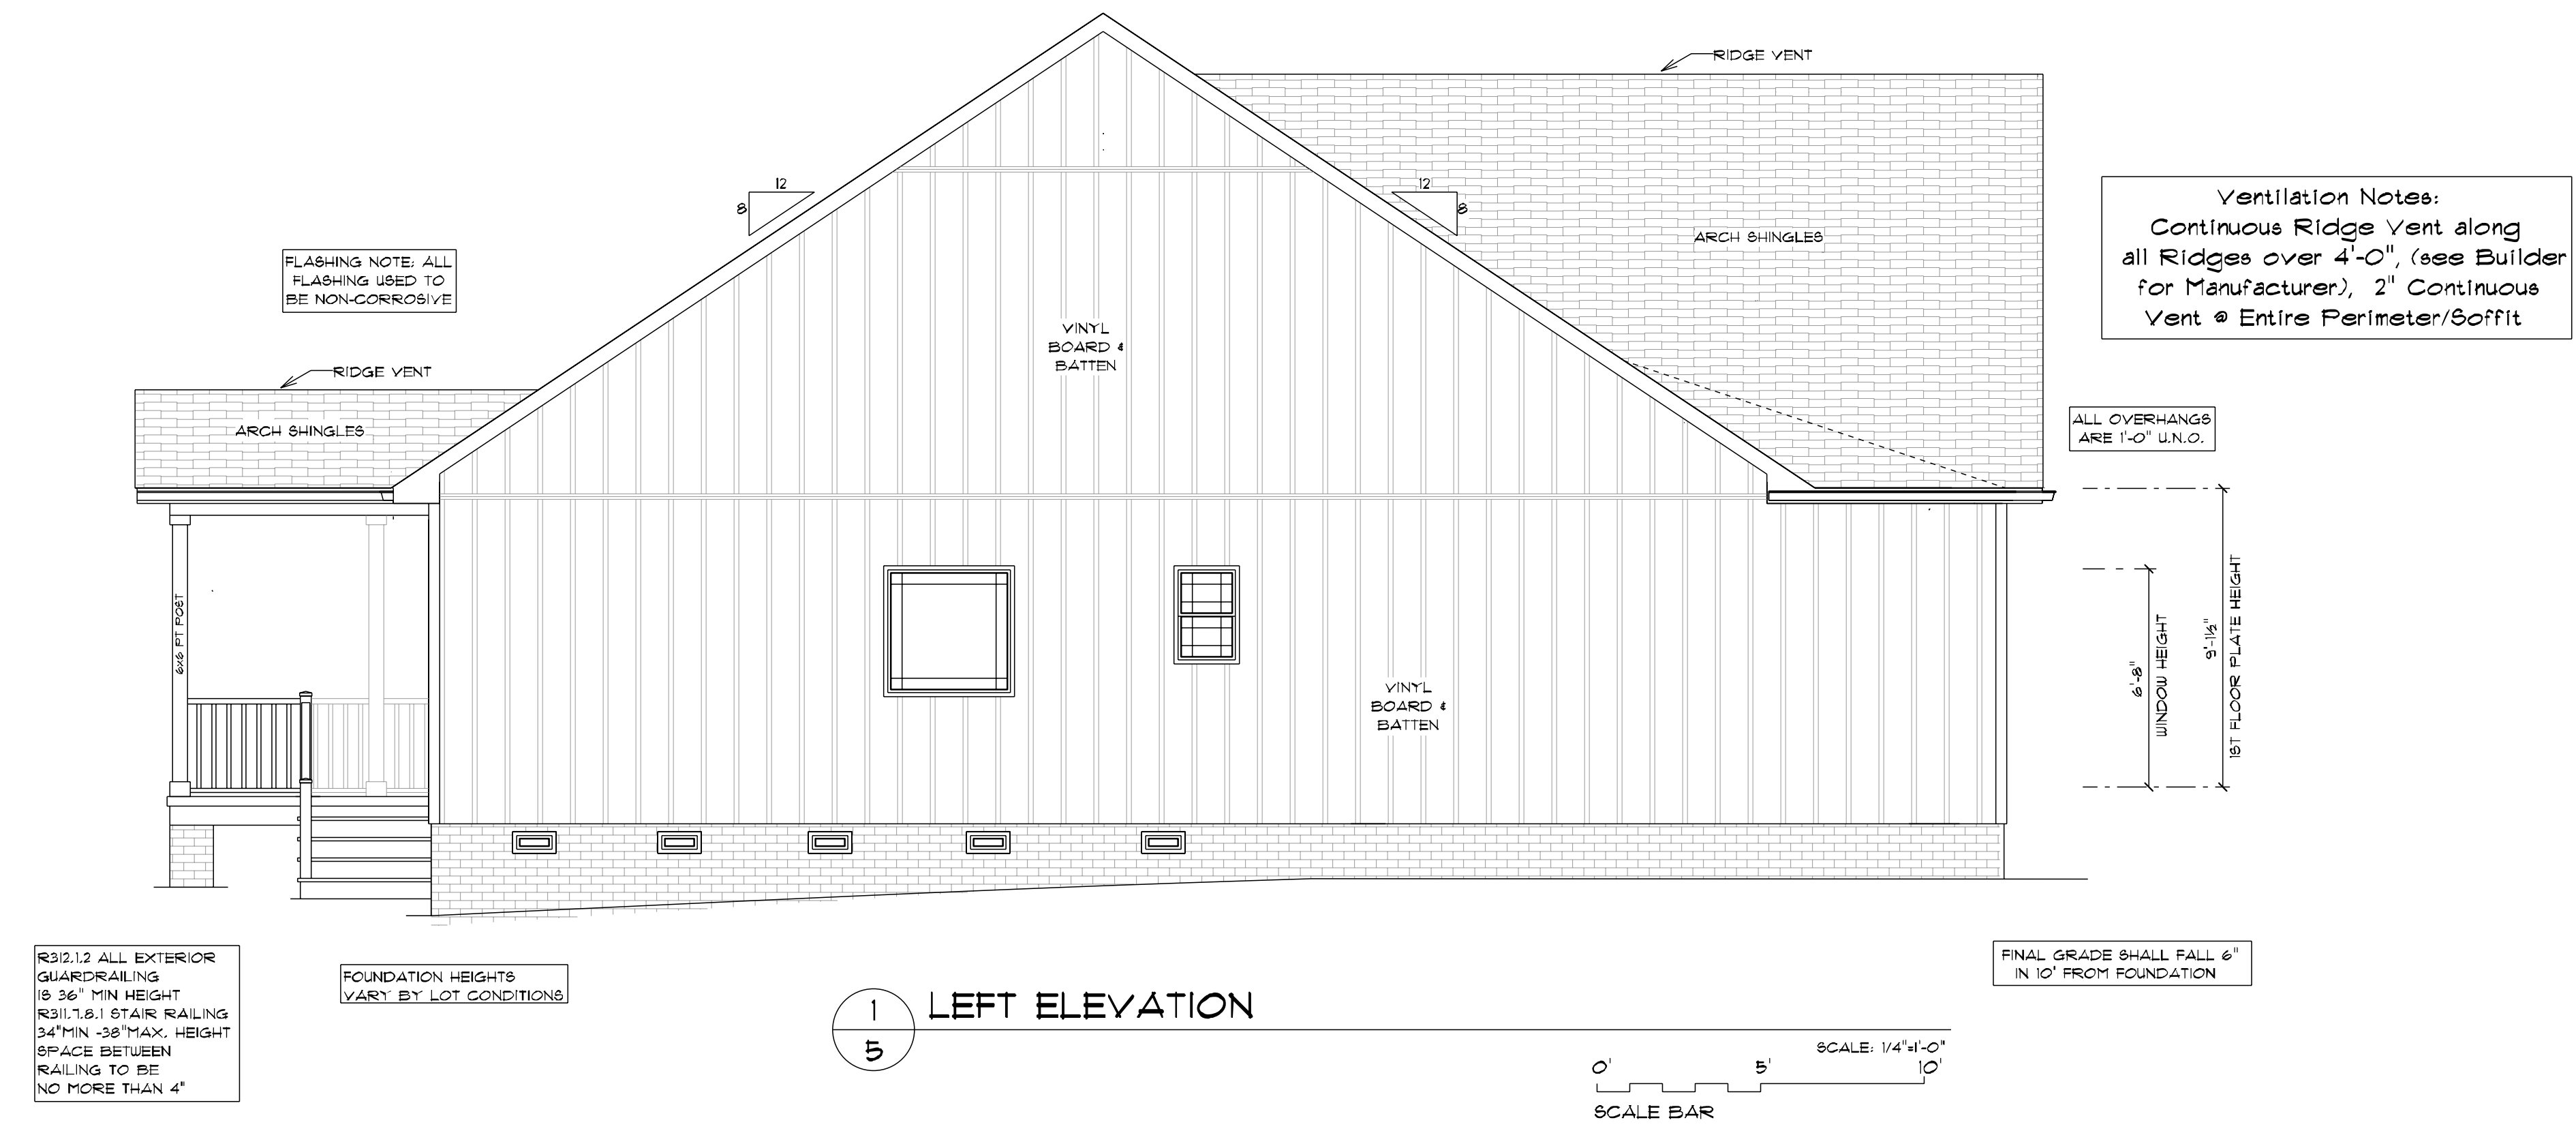 RIDGE VENT
12
8
12
8
ARCH SHINGLES
Ventilation Notes:
Continuous Ridge Vent along
all Ridges over 4'-0", (see Builder
for Manufacturer), 2" Continuous
Vent @ Entire Perimeter/Soffit
FLASHING NOTE: ALL
FLASHING USED TO
BE NON-CORROSIVE
VINYL
BOARD &
BATTEN
RIDGE VENT
ARCH SHINGLES
ALL OVERHANGS
ARE 1'-0" U.N.O.
6x6 PT POST
6'-8"
WINDOW HEIGHT
9'-1½"
1ST FLOOR PLATE HEIGHT
VINYL
BOARD &
BATTEN
R312.1.2 ALL EXTERIOR
GUARDRAILING
IS 36" MIN HEIGHT
R311.7.8.1 STAIR RAILING
34"MIN -38"MAX. HEIGHT
SPACE BETWEEN
RAILING TO BE
NO MORE THAN 4"
FOUNDATION HEIGHTS
VARY BY LOT CONDITIONS
FINAL GRADE SHALL FALL 6"
IN 10' FROM FOUNDATION
1
5
LEFT ELEVATION
SCALE: 1/4"=1'-0"
0'
5'
10'
SCALE BAR